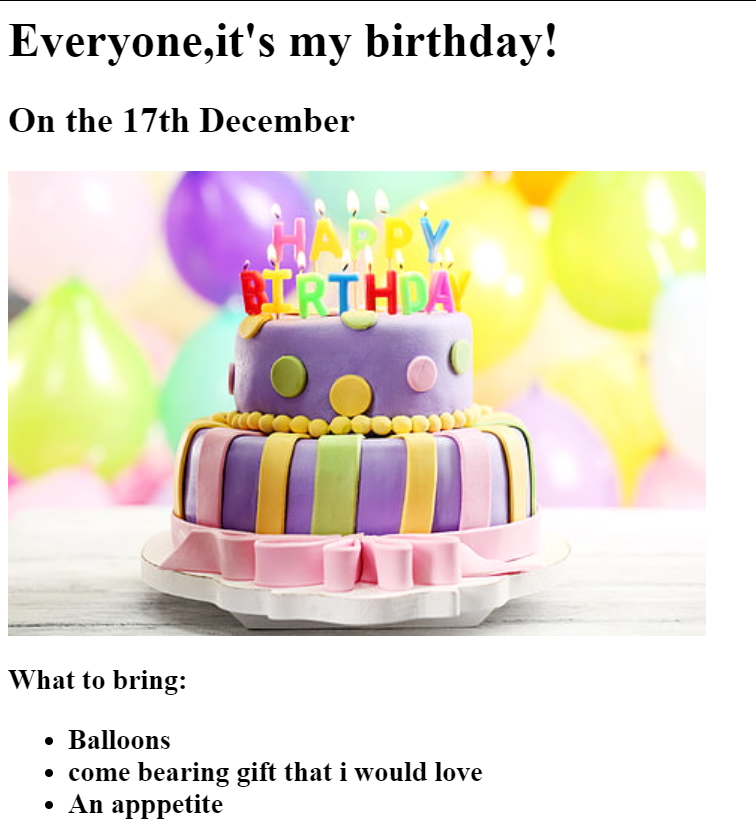 Everyone,it's my birthday!
On the 17th December
HAPPY
BIRTHDAY
What to bring:
Balloons
come bearing gift that i would love
An apppetite